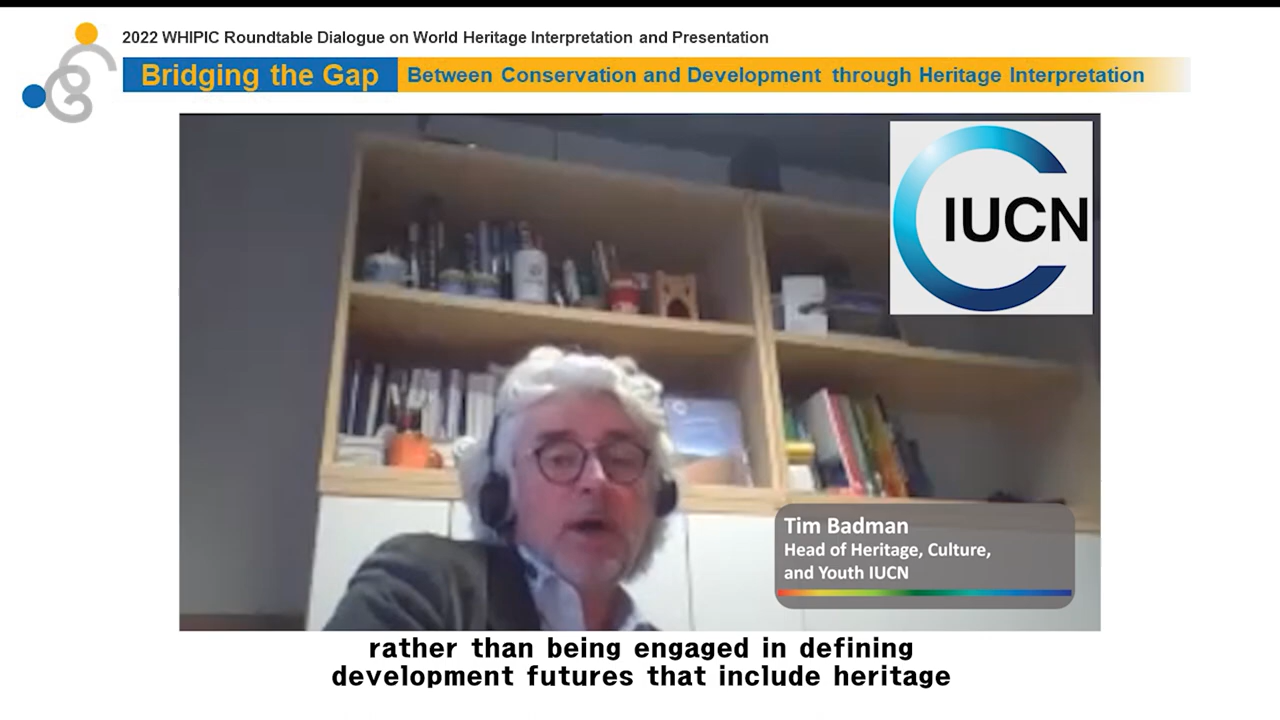 2022 WHIPIC Roundtable Dialogue on World Heritage Interpretation and Presentation
Bridging the Gap Between Conservation and Development through Heritage Interpretation
IUCN
Tim Badman
Head of Heritage, Culture,
and Youth IUCN
rather than being engaged in defining
development futures that include heritage